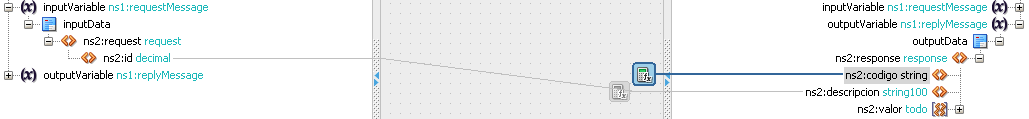 (x) inputVariable ns1:requestMessage
inputData
ns2:request request
ns2:id decimal
(x) outputVariable ns1:replyMessage
inputVariable ns1:requestMessage (x)
outputVariable ns1:replyMessage (x)
outputData
ns2:response response
ns2:codigo string
ns2:descripcion string100
ns2:valor todo